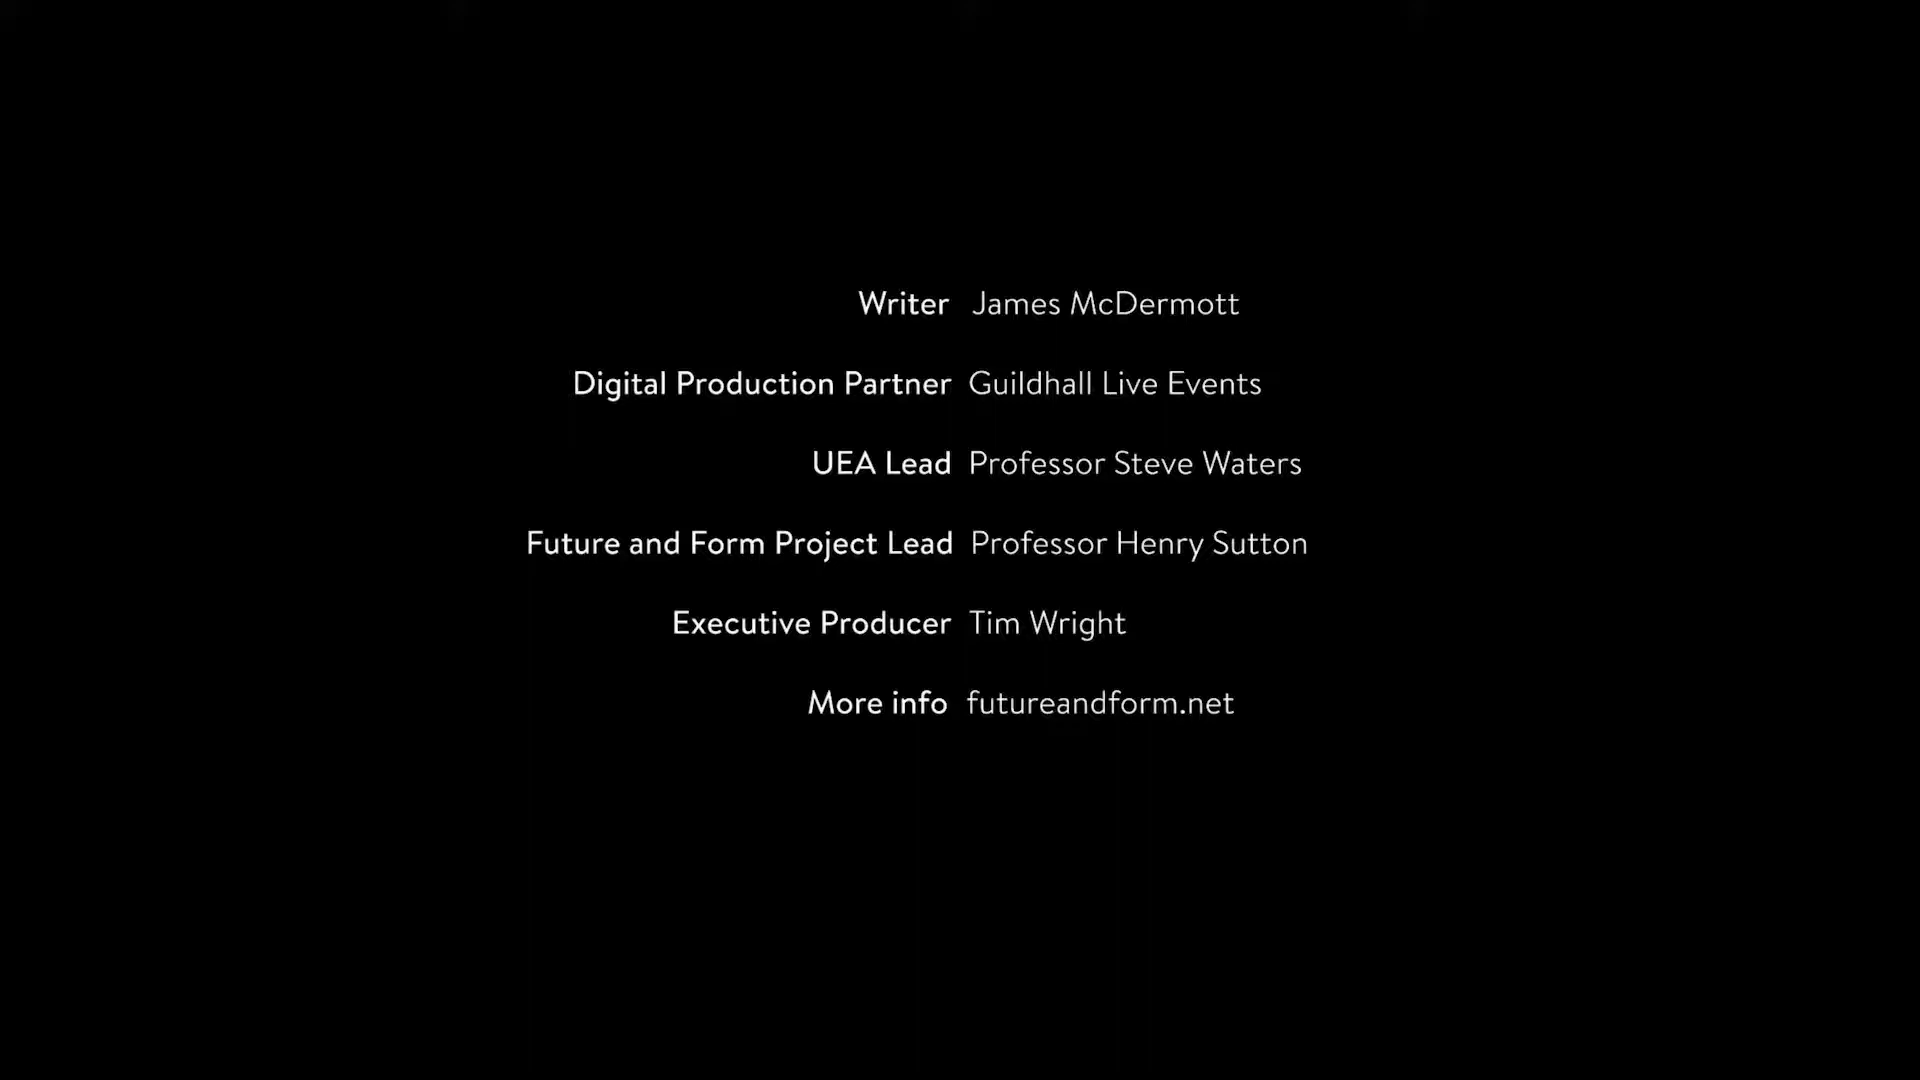 Writer James McDermott
Digital Production Partner Guildhall Live Events
UEA Lead Professor Steve Waters
Future and Form Project Lead Professor Henry Sutton
Executive Producer Tim Wright
More info futureandform.net